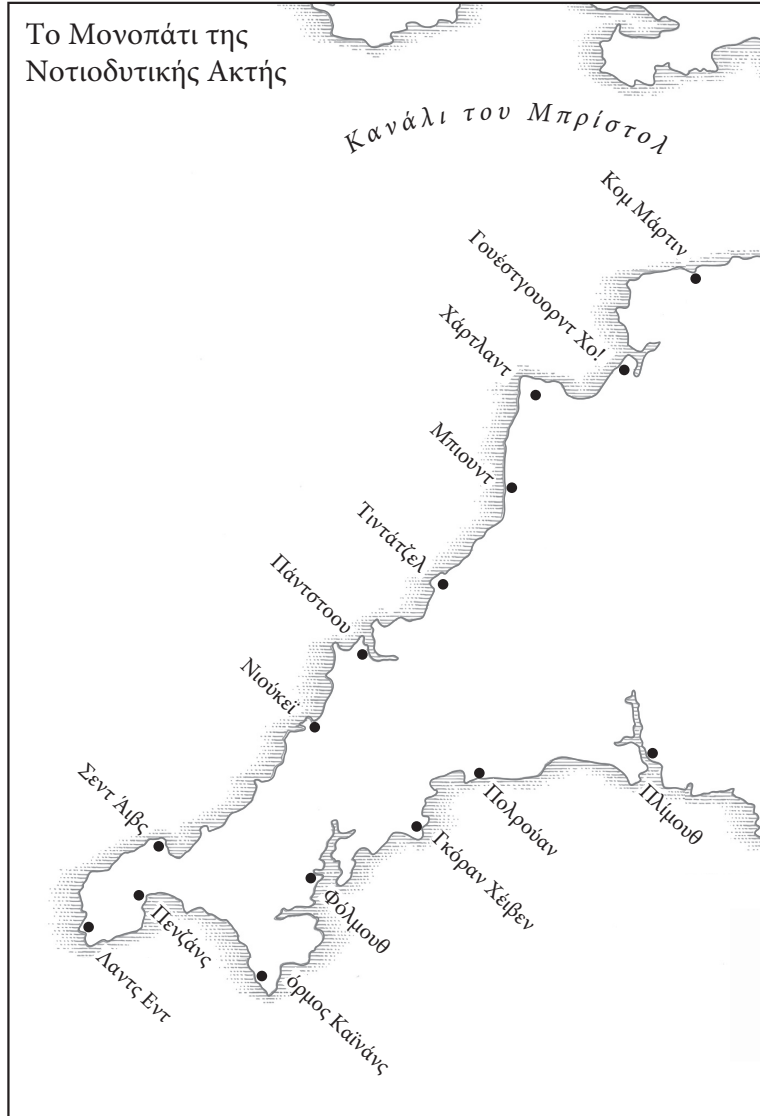 Το Μονοπάτι της
Νοτιοδυτικής Ακτής
Κανάλι του Μπρίστολ
Κομ Μάρτιν
Γουέστγουορντ Χο!
Χάρτλαντ
Μπιουντ
Τιντάτζελ
Πάντστοου
Νιούκεϊ
Σεντ Άιβς
Πλίμουθ
Πολρούαν
Γκόραν Χέιβεν
Φόλμουθ
Πενζάνς
Λαντς Εντ
όρμος Καϊνάνς